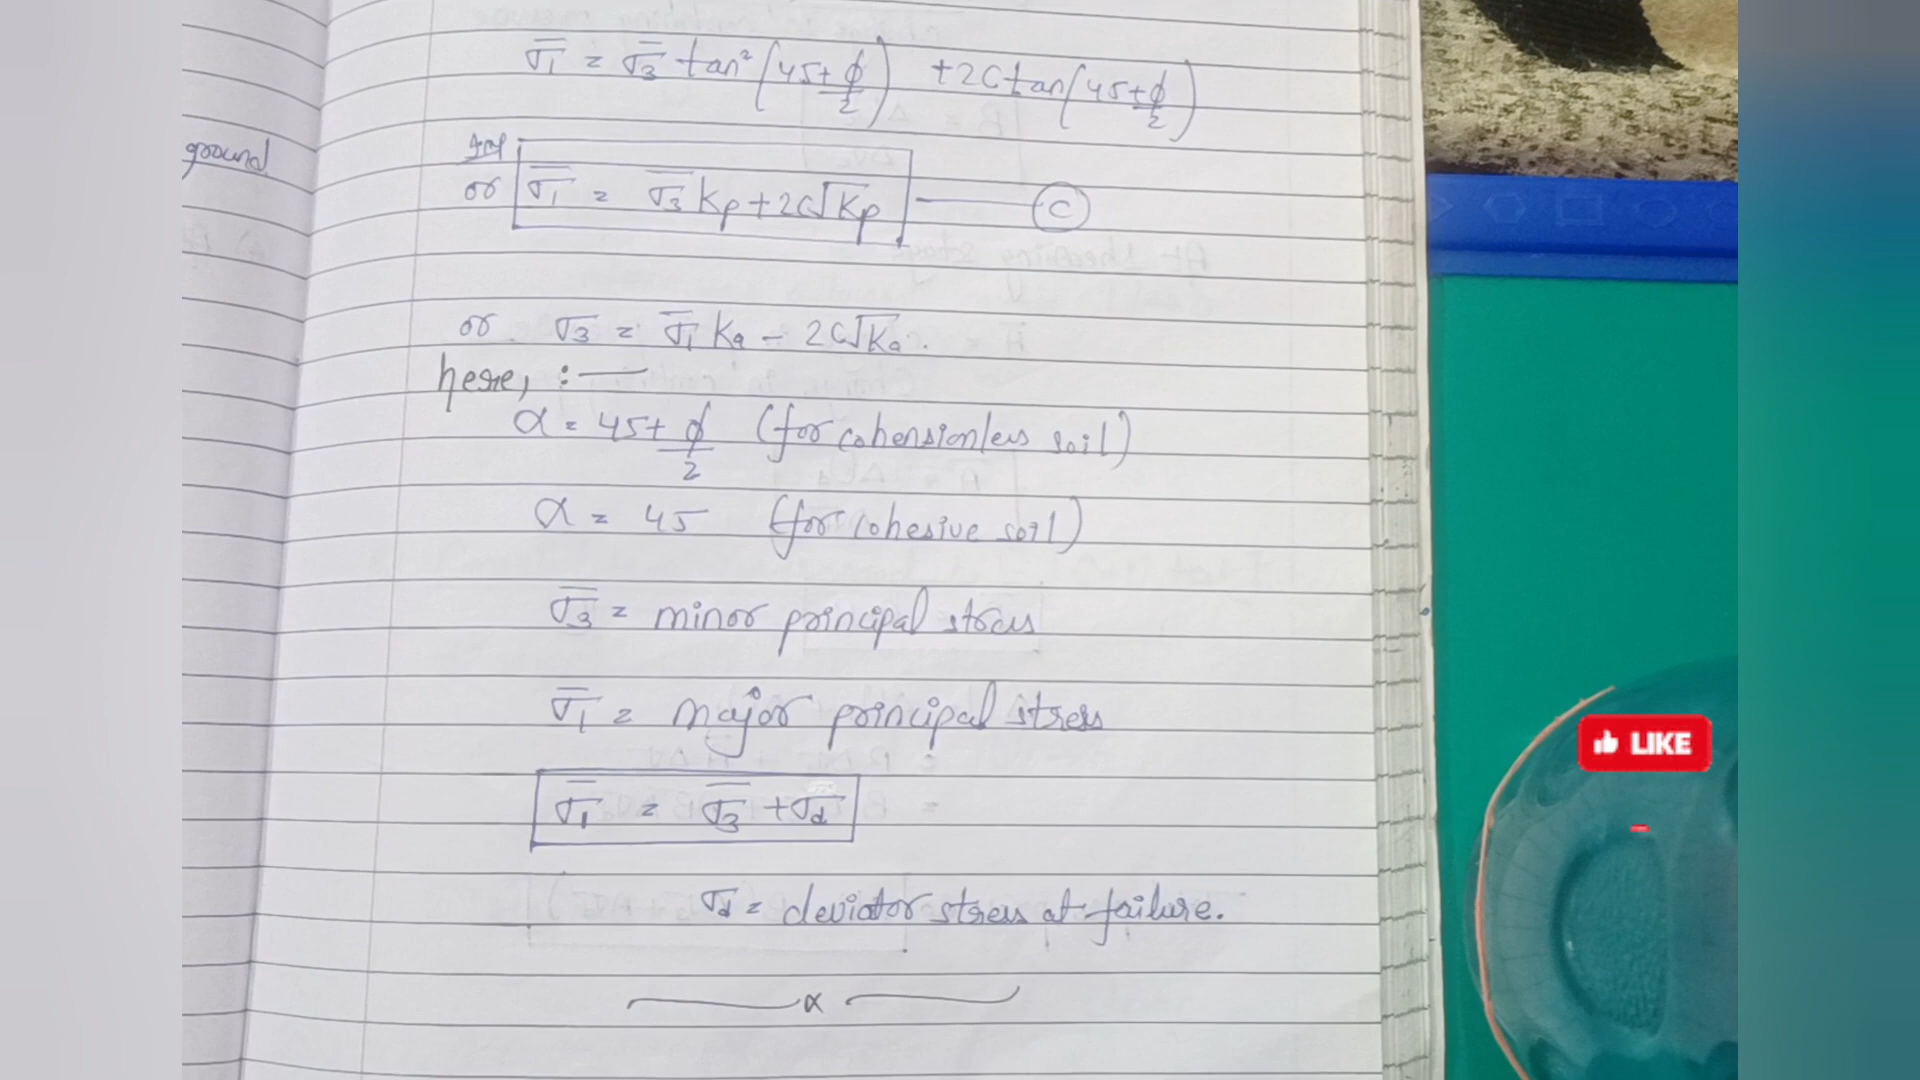 σ̅₁ = σ̅₃ tan²(45+ϕ/2) +2C tan(45+ϕ/2)
ground
Imp
or σ̅₁ = σ̅₃ Kp+2C√Kp — C
or σ̅₃ = σ̅₁ Ka - 2C√Ka.
here, :—
α = 45+ϕ/2 (for cohensionless soil)
α = 45 (for cohesive soil)
σ̅₃ = minor principal stress
σ̅₁ = major principal stress
LIKE
σ̅₁ = σ̅₃ +σd
σd = deviator stress at failure.